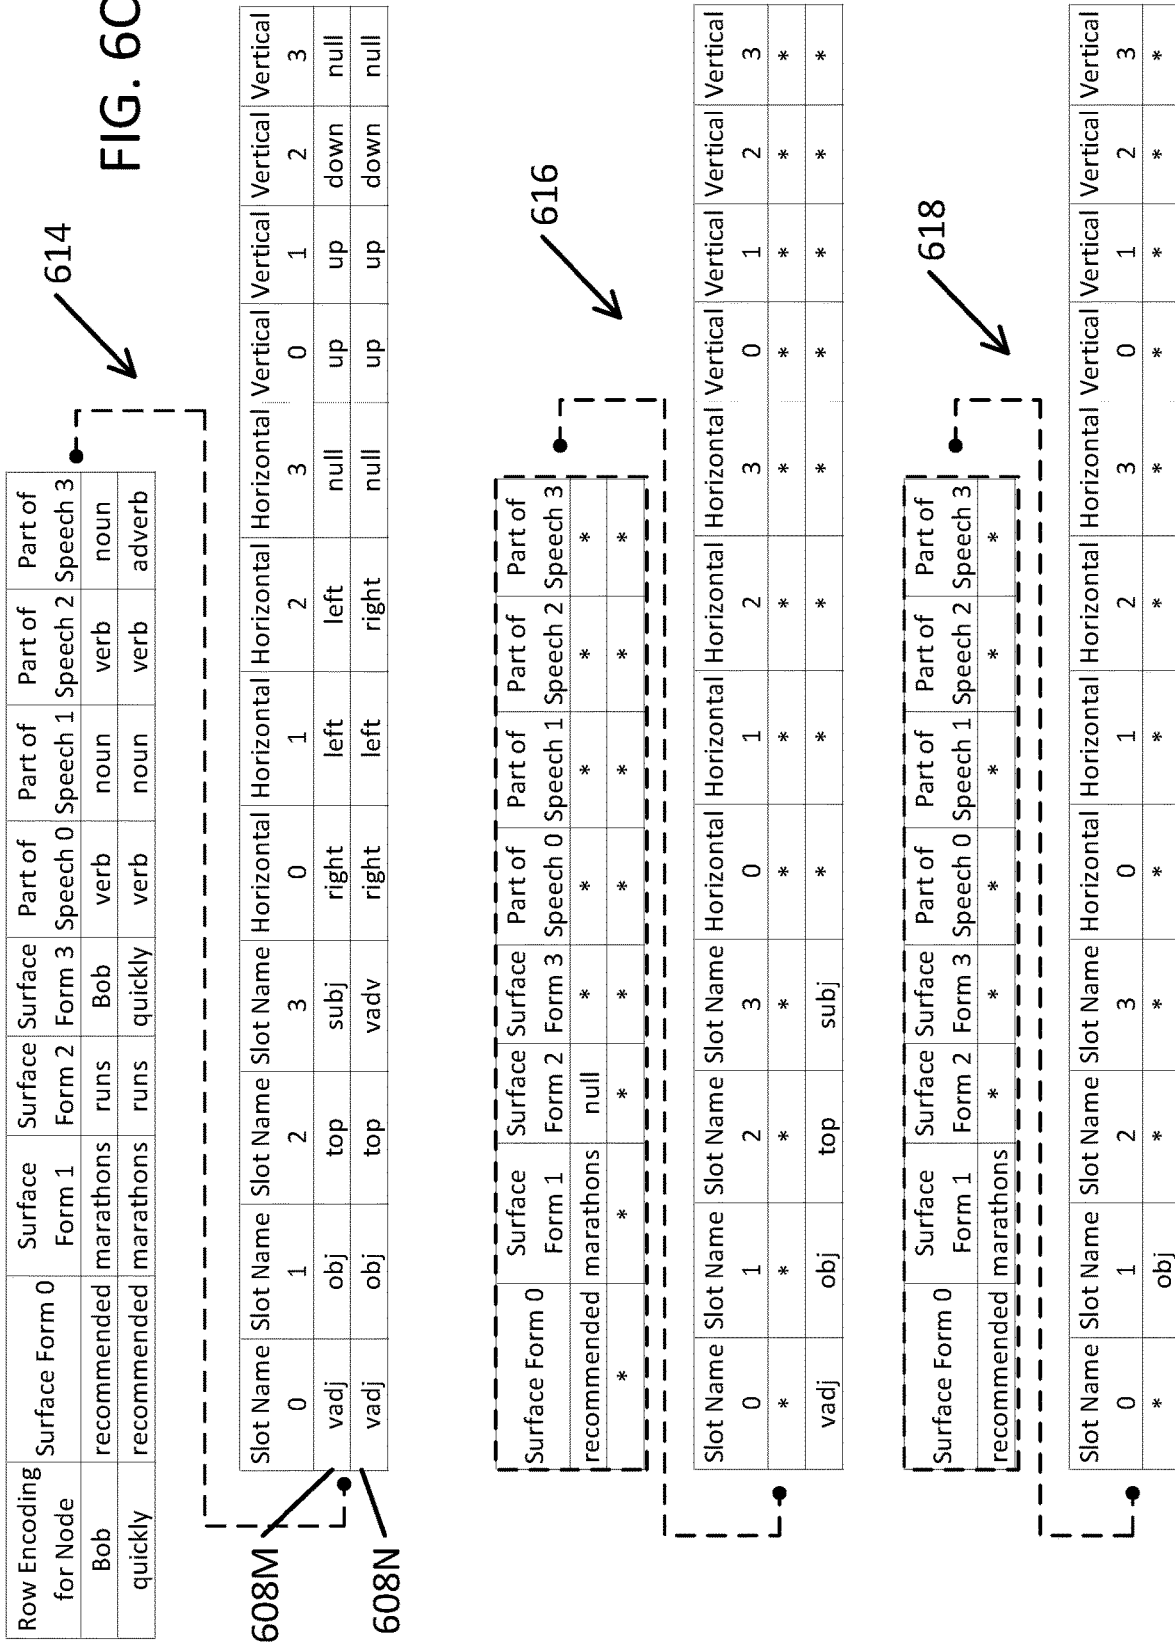 FIG. 6C
614
Row Encoding for Node | Surface Form 0 | Surface Form 1 | Surface Form 2 | Surface Form 3 | Part of Speech 0 | Part of Speech 1 | Part of Speech 2 | Part of Speech 3
Bob | recommended | marathons | runs | Bob | verb | noun | verb | noun
quickly | recommended | marathons | runs | quickly | verb | noun | verb | adverb
608M
608N
Slot Name 0 | Slot Name 1 | Slot Name 2 | Slot Name 3 | Horizontal 0 | Horizontal 1 | Horizontal 2 | Horizontal 3 | Vertical 0 | Vertical 1 | Vertical 2 | Vertical 3
vadj | obj | top | subj | right | left | left | null | up | up | down | null
vadj | obj | top | vadv | right | left | right | null | up | up | down | null
616
Surface Form 0 | Surface Form 1 | Surface Form 2 | Surface Form 3 | Part of Speech 0 | Part of Speech 1 | Part of Speech 2 | Part of Speech 3
recommended | marathons | null | * | * | * | * | *
* | * | * | * | * | * | * | *
Slot Name 0 | Slot Name 1 | Slot Name 2 | Slot Name 3 | Horizontal 0 | Horizontal 1 | Horizontal 2 | Horizontal 3 | Vertical 0 | Vertical 1 | Vertical 2 | Vertical 3
* | * | * | * | * | * | * | * | * | * | * | *
vadj | obj | top | subj | * | * | * | * | * | * | * | *
618
Surface Form 0 | Surface Form 1 | Surface Form 2 | Surface Form 3 | Part of Speech 0 | Part of Speech 1 | Part of Speech 2 | Part of Speech 3
recommended | marathons | * | * | * | * | * | *
Slot Name 0 | Slot Name 1 | Slot Name 2 | Slot Name 3 | Horizontal 0 | Horizontal 1 | Horizontal 2 | Horizontal 3 | Vertical 0 | Vertical 1 | Vertical 2 | Vertical 3
* | obj | * | * | * | * | * | * | * | * | * | *